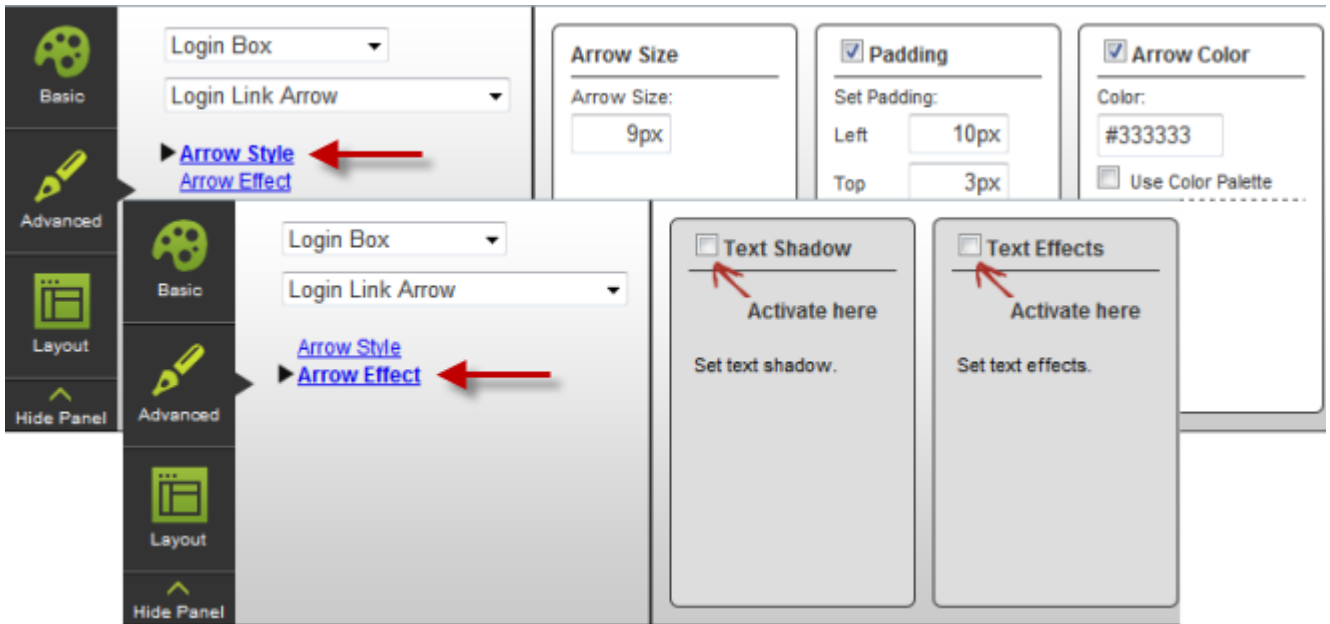 Basic
Advanced
Layout
Hide Panel
Login Box
Login Link Arrow
Arrow Style
Arrow Effect
Arrow Size
Arrow Size:
9px
Padding
Set Padding:
Left 10px
Top 3px
Arrow Color
Color:
#333333
Use Color Palette
Basic
Advanced
Layout
Hide Panel
Login Box
Login Link Arrow
Arrow Style
Arrow Effect
Text Shadow
Activate here
Set text shadow.
Text Effects
Activate here
Set text effects.